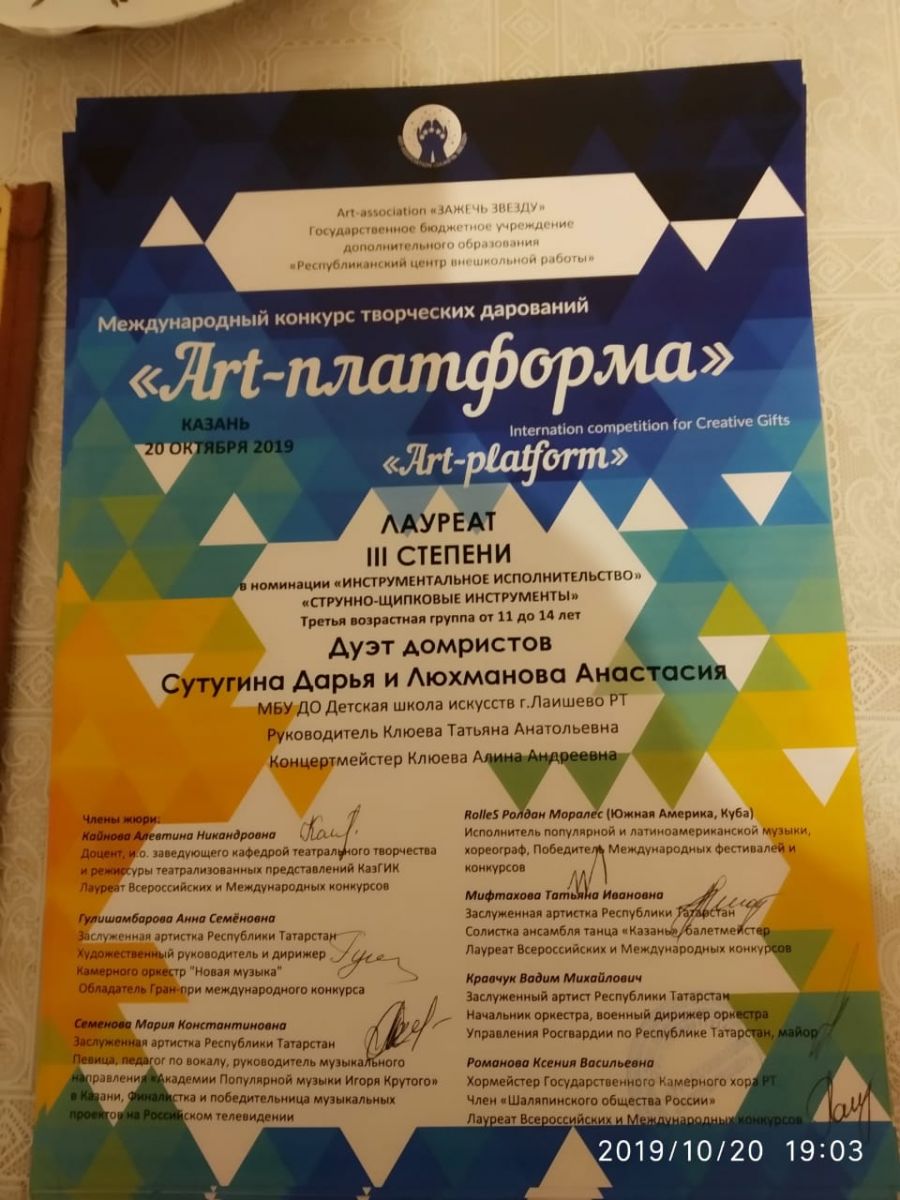 Art-association «ЗАЖЕЧЬ ЗВЕЗДУ»
Государственное бюджетное учреждение
дополнительного образования
«Республиканский центр внешкольной работы»
Международный конкурс творческих дарований
«Art-платформа»
КАЗАНЬ
20 ОКТЯБРЯ 2019
Internation competition for Creative Gifts
«Art-platform»
ЛАУРЕАТ
III СТЕПЕНИ
в номинации «ИНСТРУМЕНТАЛЬНОЕ ИСПОЛНИТЕЛЬСТВО»
«СТРУННО-ЩИПКОВЫЕ ИНСТРУМЕНТЫ»
Третья возрастная группа от 11 до 14 лет
Дуэт домристов
Сутугина Дарья и Люхманова Анастасия
МБУ ДО Детская школа искусств г.Лаишево РТ
Руководитель Клюева Татьяна Анатольевна
Концертмейстер Клюева Алина Андреевна
Члены жюри:
Кайнова Алевтина Никандровна
Доцент, и.о. заведующего кафедрой театрального творчества
и режиссуры театрализованных представлений КазГИК
Лауреат Всероссийских и Международных конкурсов
Гулишамбарова Анна Семёновна
Заслуженная артистка Республики Татарстан
Художественный руководитель и дирижер
Камерного оркестр "Новая музыка"
Обладатель Гран-при международного конкурса
Семенова Мария Константиновна
Заслуженная артистка Республики Татарстан
Певица, педагог по вокалу, руководитель музыкального
направления «Академии Популярной музыки Игоря Крутого»
в Казани, Финалистка и победительница музыкальных
проектов на Российском телевидении
RolleS Ролдан Моралес (Южная Америка, Куба)
Исполнитель популярной и латиноамериканской музыки,
хореограф, Победитель Международных фестивалей и
конкурсов
Мифтахова Татьяна Ивановна
Заслуженная артистка Республики Татарстан
Солистка ансамбля танца «Казань», балетмейстер
Лауреат Всероссийских и Международных конкурсов
Кравчук Вадим Михайлович
Заслуженный артист Республики Татарстан
Начальник оркестра, военный дирижер оркестра
Управления Росгвардии по Республике Татарстан, майор
Романова Ксения Васильевна
Хормейстер Государственного Камерного хора РТ
Член «Шаляпинского общества России»
Лауреат Всероссийских и Международных конкурсов
2019/10/20 19:03